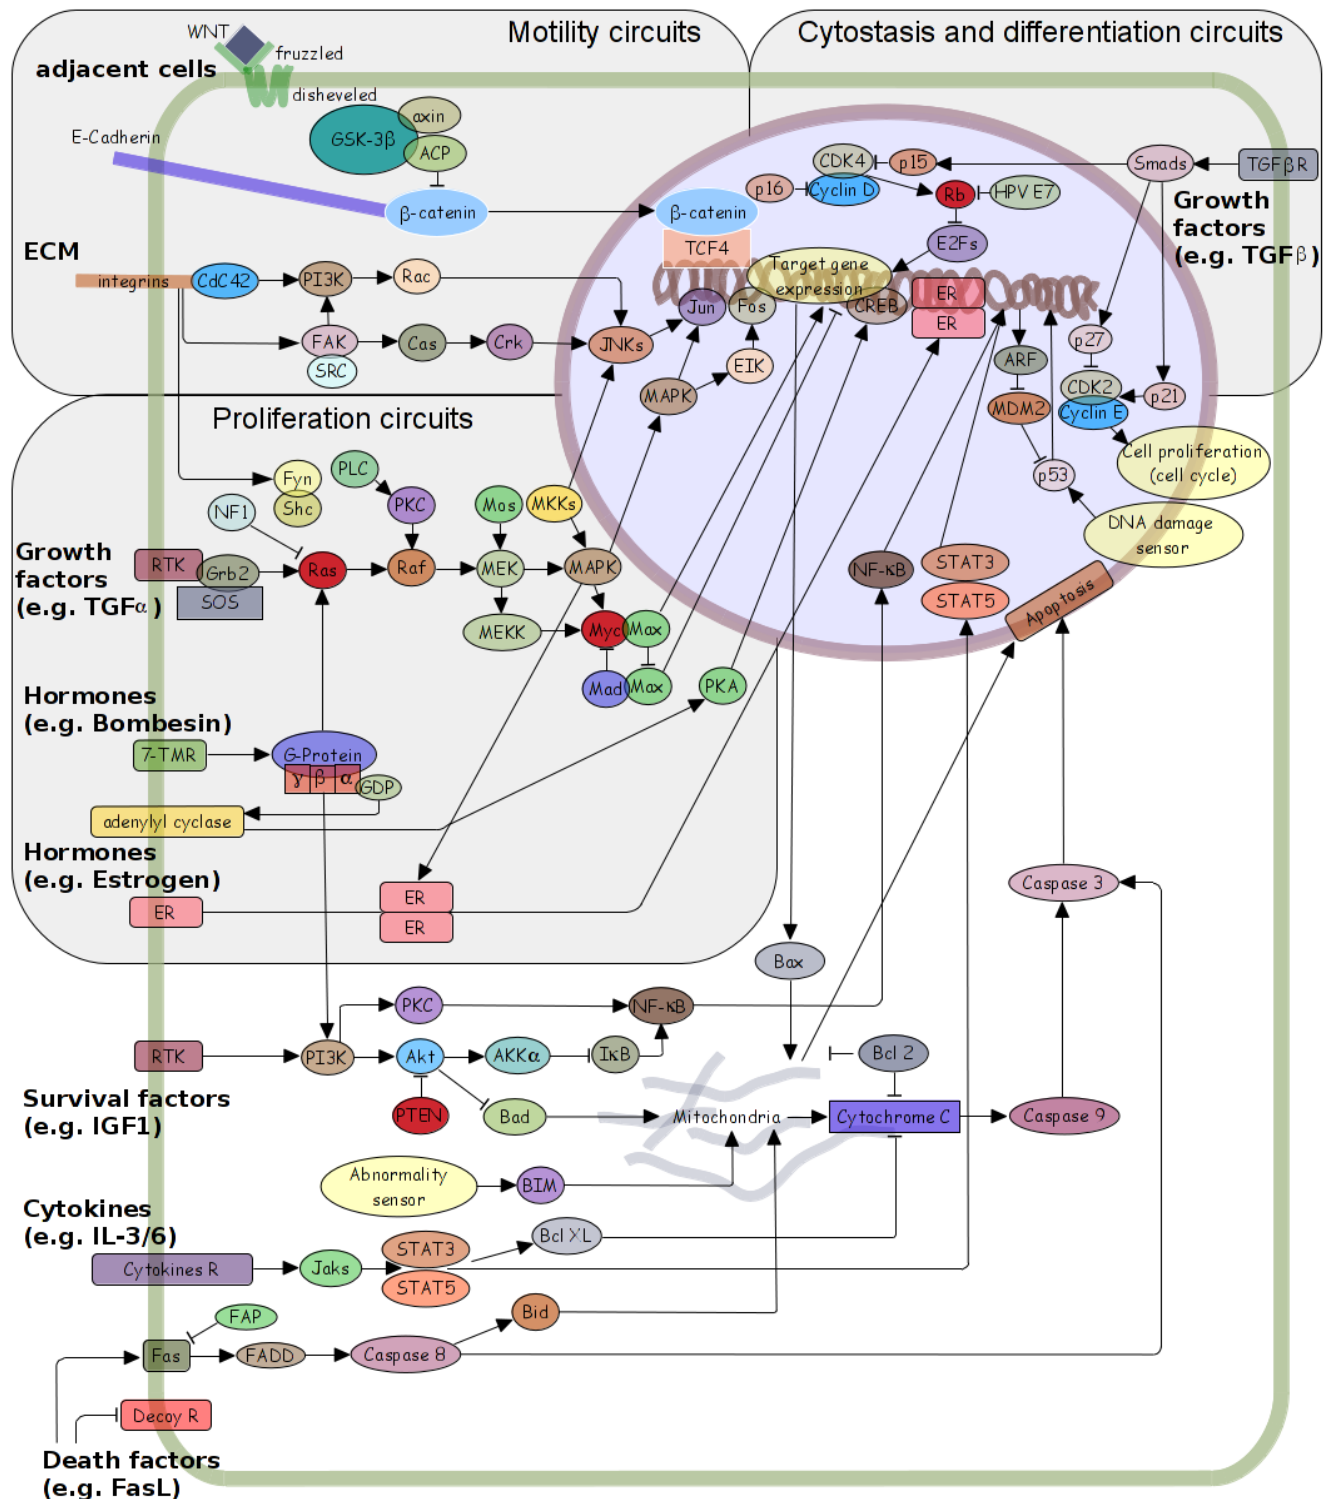 Motility circuits
Cytostasis and differentiation circuits
WNT
fruzzled
adjacent cells
disheveled
axin
GSK-3β
ACP
E-Cadherin
β-catenin
β-catenin
TCF4
CDK4
p15
Smads
TGFβR
p16
Cyclin D
Rb
HPV E7
Growth
factors
(e.g. TGFβ)
E2Fs
ECM
integrins
CdC42
PI3K
Rac
Target gene
expression
Jun
Fos
CREB
ER
ER
FAK
SRC
Cas
Crk
JNKs
EIK
MAPK
ARF
MDM2
p27
CDK2
Cyclin E
p21
Cell proliferation
(cell cycle)
p53
DNA damage
sensor
Proliferation circuits
Fyn
Shc
PLC
PKC
NF1
Mos
MKKs
Growth
factors
(e.g. TGFα)
RTK
Grb2
SOS
Ras
Raf
MEK
MAPK
NF-κB
STAT3
STAT5
Apoptosis
MEKK
Myc
Max
Mad
Max
PKA
Hormones
(e.g. Bombesin)
7-TMR
G-Protein
γ
β
α
GDP
adenylyl cyclase
Hormones
(e.g. Estrogen)
ER
ER
ER
Caspase 3
Bax
PKC
NF-κB
RTK
PI3K
Akt
AKKα
IκB
Bcl 2
Survival factors
(e.g. IGF1)
PTEN
Bad
Mitochondria
Cytochrome C
Caspase 9
Abnormality
sensor
BIM
Cytokines
(e.g. IL-3/6)
Cytokines R
Jaks
STAT3
STAT5
Bcl XL
FAP
Bid
Fas
FADD
Caspase 8
Decoy R
Death factors
(e.g. FasL)